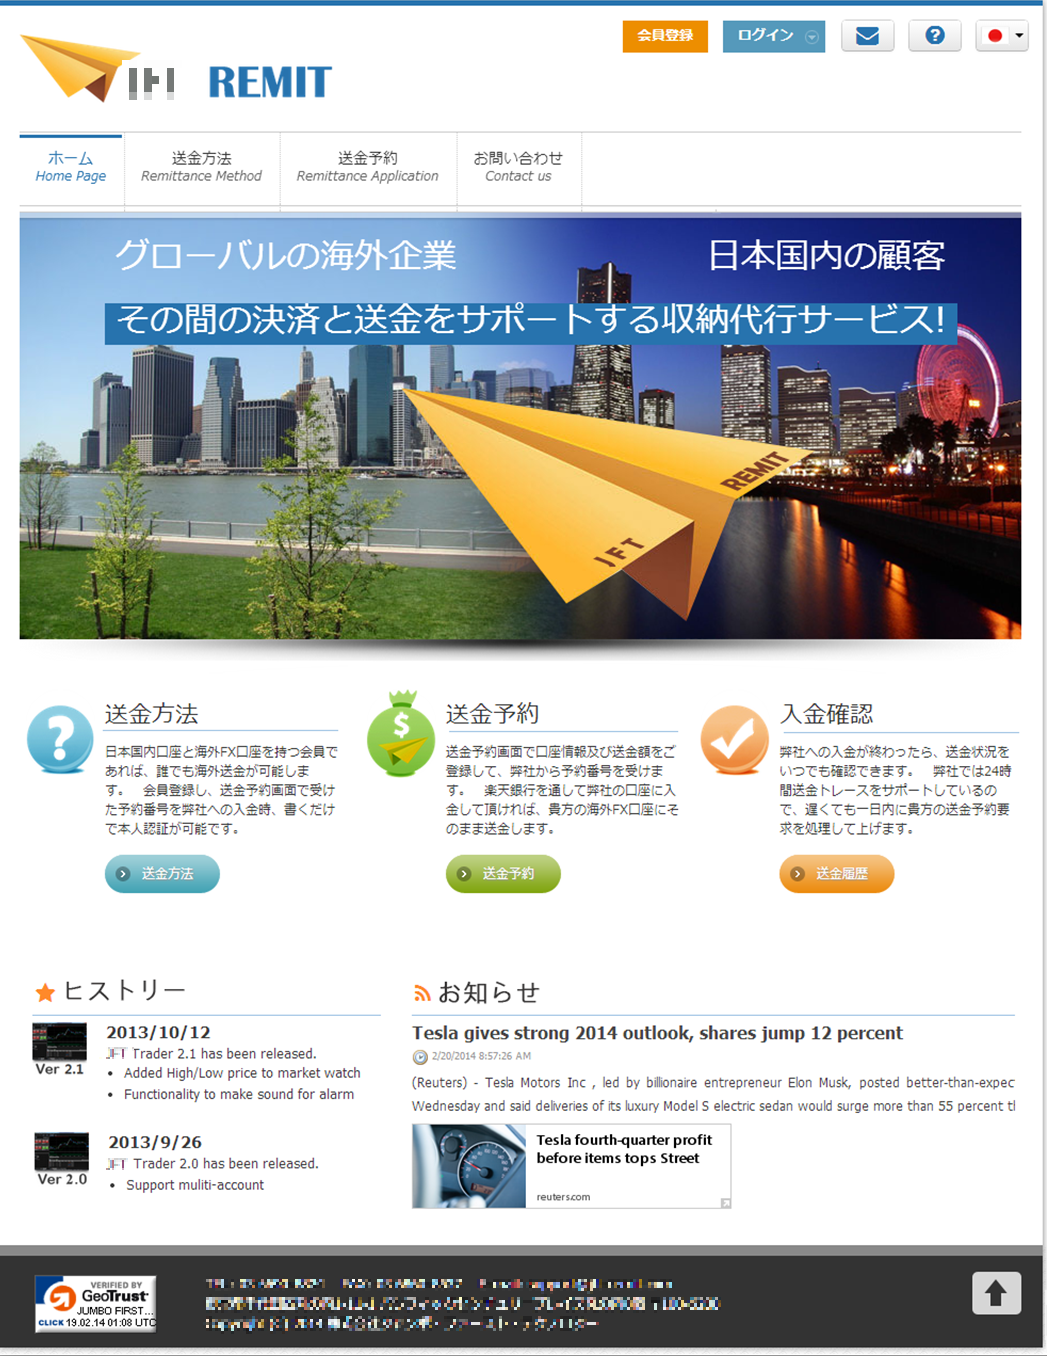 会員登録
ログイン
REMIT
ホーム
Home Page
送金方法
Remittance Method
送金予約
Remittance Application
お問い合わせ
Contact us
グローバルの海外企業
日本国内の顧客
その間の決済と送金をサポートする収納代行サービス!
REMIT
JFT
送金方法
日本国内口座と海外FX口座を持つ会員で
あれば、誰でも海外送金が可能しま
す。 会員登録し、送金予約画面で受け
た予約番号を弊社への入金時、書くだけ
で本人認証が可能です。
送金方法
送金予約
送金予約画面で口座情報及び送金額をご
登録して、弊社から予約番号を受けま
す。 楽天銀行を通して弊社の口座に入
金して頂ければ、貴方の海外FX口座にそ
のまま送金します。
送金予約
入金確認
弊社への入金が終わったら、送金状況を
いつでも確認できます。 弊社では24時
間送金トレースをサポートしているの
で、遅くても一日内に貴方の送金予約要
求を処理して上げます。
送金履歴
ヒストリー
Ver 2.1
2013/10/12
JFT Trader 2.1 has been released.
• Added High/Low price to market watch
• Functionality to make sound for alarm
Ver 2.0
2013/9/26
JFT Trader 2.0 has been released.
• Support muliti-account
お知らせ
Tesla gives strong 2014 outlook, shares jump 12 percent
2/20/2014 8:57:26 AM
(Reuters) - Tesla Motors Inc , led by billionaire entrepreneur Elon Musk, posted better-than-expec
Wednesday and said deliveries of its luxury Model S electric sedan would surge more than 55 percent tl
Tesla fourth-quarter profit
before items tops Street
reuters.com
VERIFIED BY
GeoTrust
JUMBO FIRST...
CLICK 19.02.14 01:08 UTC